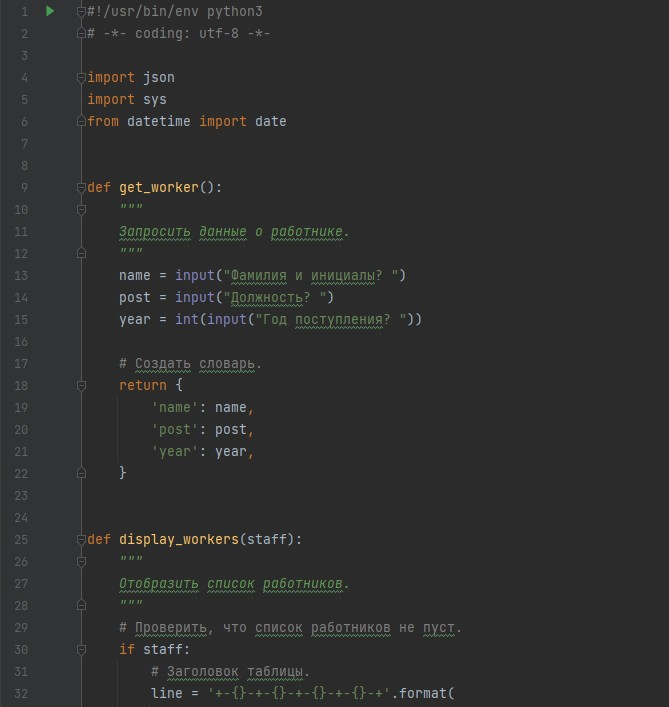 1 #!/usr/bin/env python3
2 # -*- coding: utf-8 -*-
3
4 import json
5 import sys
6 from datetime import date
7
8
9 def get_worker():
10     """
11     Запросить данные о работнике.
12     """
13     name = input("Фамилия и инициалы? ")
14     post = input("Должность? ")
15     year = int(input("Год поступления? "))
16
17     # Создать словарь.
18     return {
19         'name': name,
20         'post': post,
21         'year': year,
22     }
23
24
25 def display_workers(staff):
26     """
27     Отобразить список работников.
28     """
29     # Проверить, что список работников не пуст.
30     if staff:
31         # Заголовок таблицы.
32         line = '+-{}-+-{}-+-{}-+-{}-+'.format(